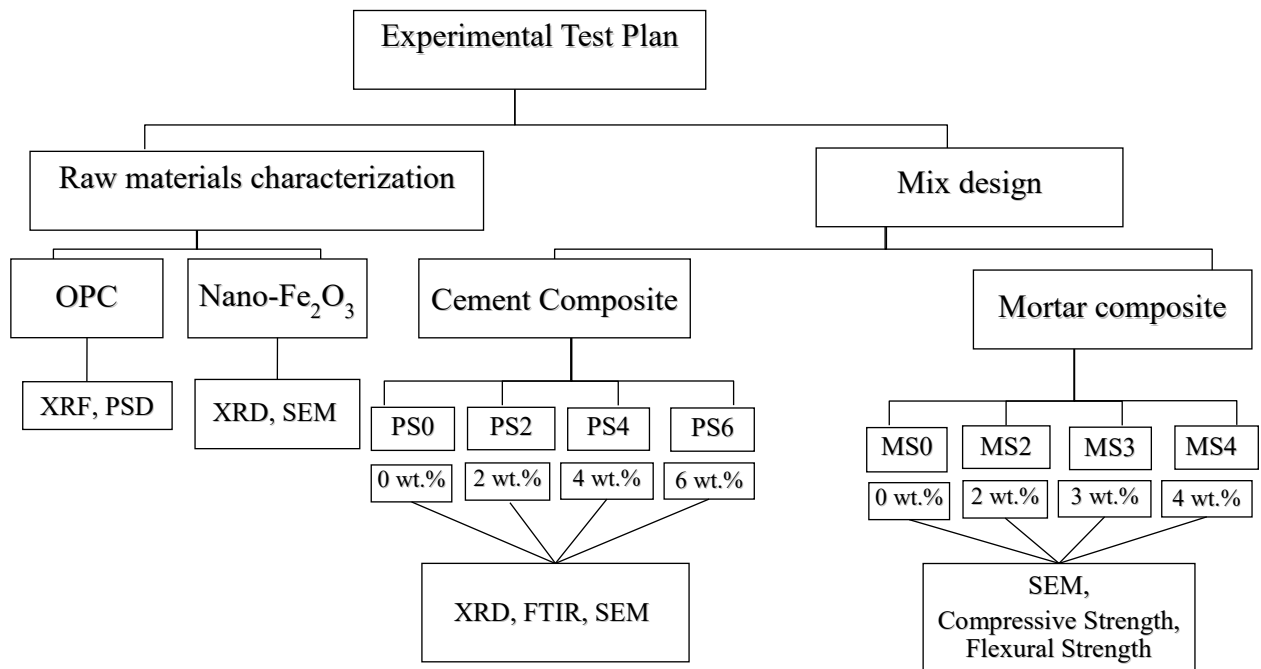 Experimental Test Plan
Raw materials characterization
Mix design
OPC
Nano-Fe₂O₃
Cement Composite
Mortar composite
XRF, PSD
XRD, SEM
PS0
PS2
PS4
PS6
0 wt.%
2 wt.%
4 wt.%
6 wt.%
MS0
MS2
MS3
MS4
0 wt.%
2 wt.%
3 wt.%
4 wt.%
XRD, FTIR, SEM
SEM,
Compressive Strength,
Flexural Strength